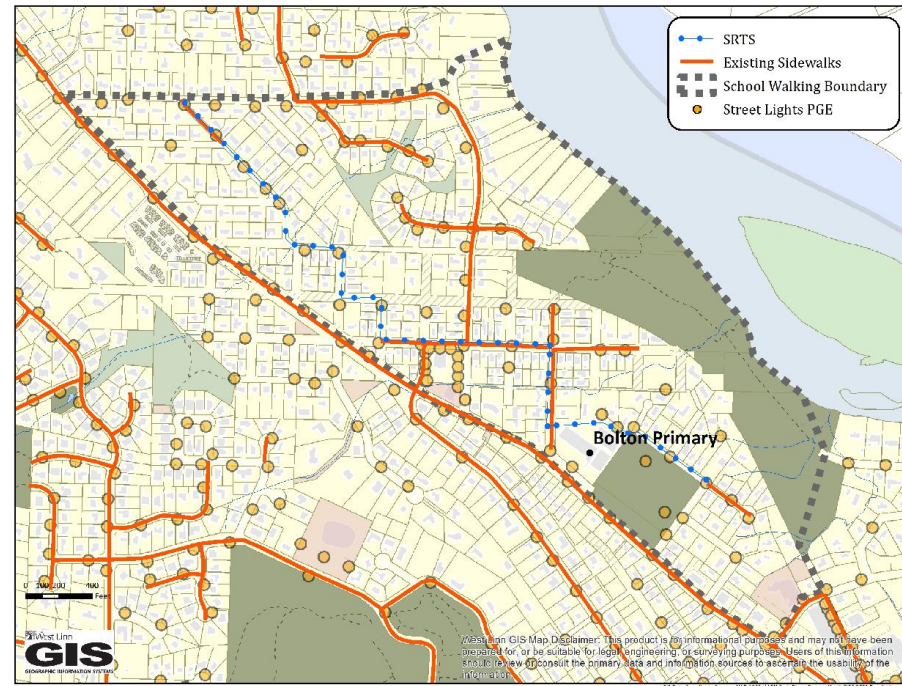 SRTS
Existing Sidewalks
School Walking Boundary
Street Lights PGE
Bolton Primary
0 100 200 400
Feet
West Linn
GIS
GEOGRAPHIC INFORMATION SYSTEMS
West Linn GIS Map Disclaimer: This product is for informational purposes and may not have been
prepared for, or be suitable for legal, engineering, or surveying purposes. Users of this information
should review or consult the primary data and information sources to ascertain the usability of the
information.